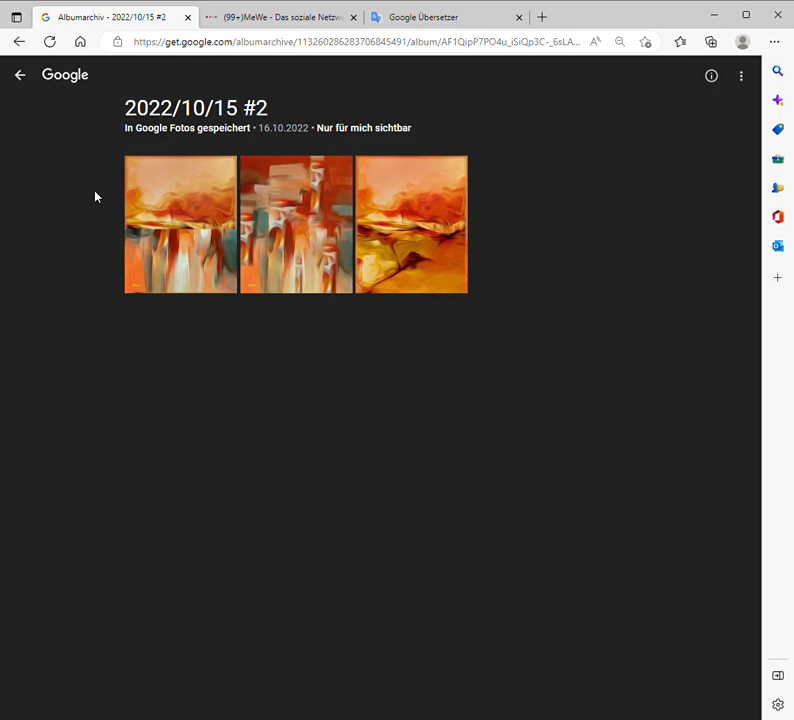 Albumarchiv - 2022/10/15 #2
(99+)MeWe - Das soziale Netzwe
Google Übersetzer
https://get.google.com/albumarchive/113260286283706845491/album/AF1QipP7PO4u_iSiQp3C-_6sLA...
Google
2022/10/15 #2
In Google Fotos gespeichert · 16.10.2022 · Nur für mich sichtbar